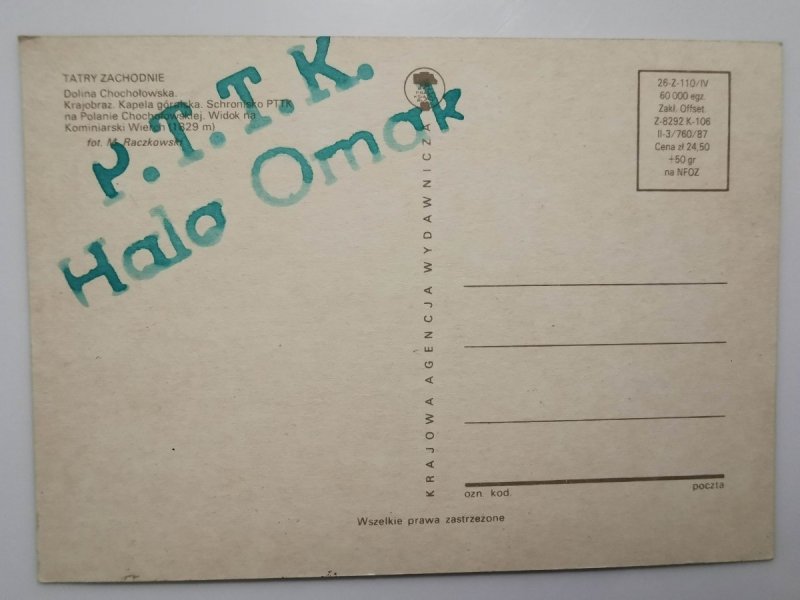 TATRY ZACHODNIE
Dolina Chochołowska.
Krajobraz. Kapela góralska. Schronisko PTTK
na Polanie Chochołowskiej. Widok na
Kominiarski Wierch (1829 m)
fot. M. Raczkowski
P.T.T.K.
Hala Ornak
KRAJOWA AGENCJA WYDAWNICZA
26-Z-110/IV
60 000 egz.
Zakł. Offset.
Z-8292 K-106
II-3/760/87
Cena zł 24,50
+50 gr
na NFOZ
ozn. kod.
poczta
Wszelkie prawa zastrzeżone